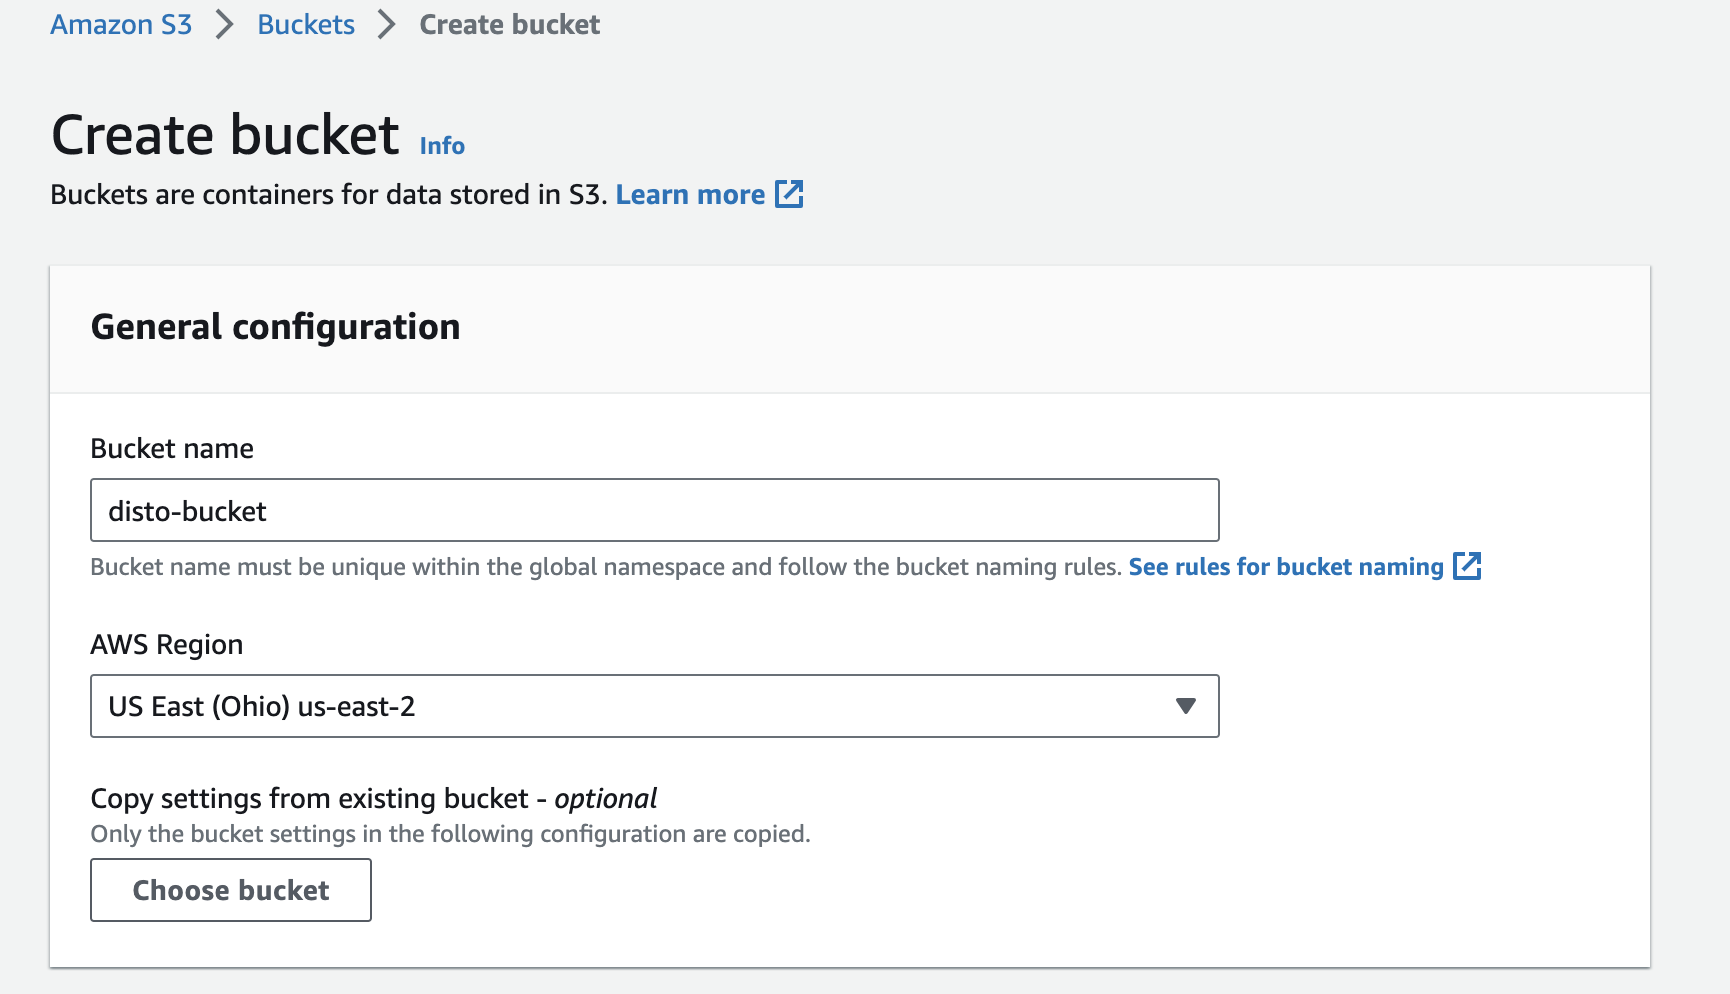 Amazon S3 > Buckets > Create bucket
Create bucket Info
Buckets are containers for data stored in S3. Learn more
General configuration
Bucket name
disto-bucket
Bucket name must be unique within the global namespace and follow the bucket naming rules. See rules for bucket naming
AWS Region
US East (Ohio) us-east-2
Copy settings from existing bucket - optional
Only the bucket settings in the following configuration are copied.
Choose bucket